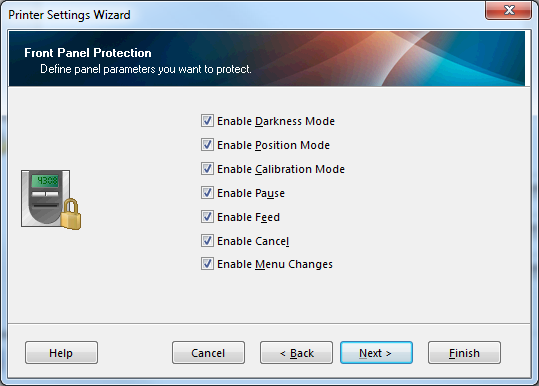 Printer Settings Wizard
Front Panel Protection
Define panel parameters you want to protect.
Enable Darkness Mode
Enable Position Mode
Enable Calibration Mode
Enable Pause
Enable Feed
Enable Cancel
Enable Menu Changes
4308
Help
Cancel
< Back
Next >
Finish